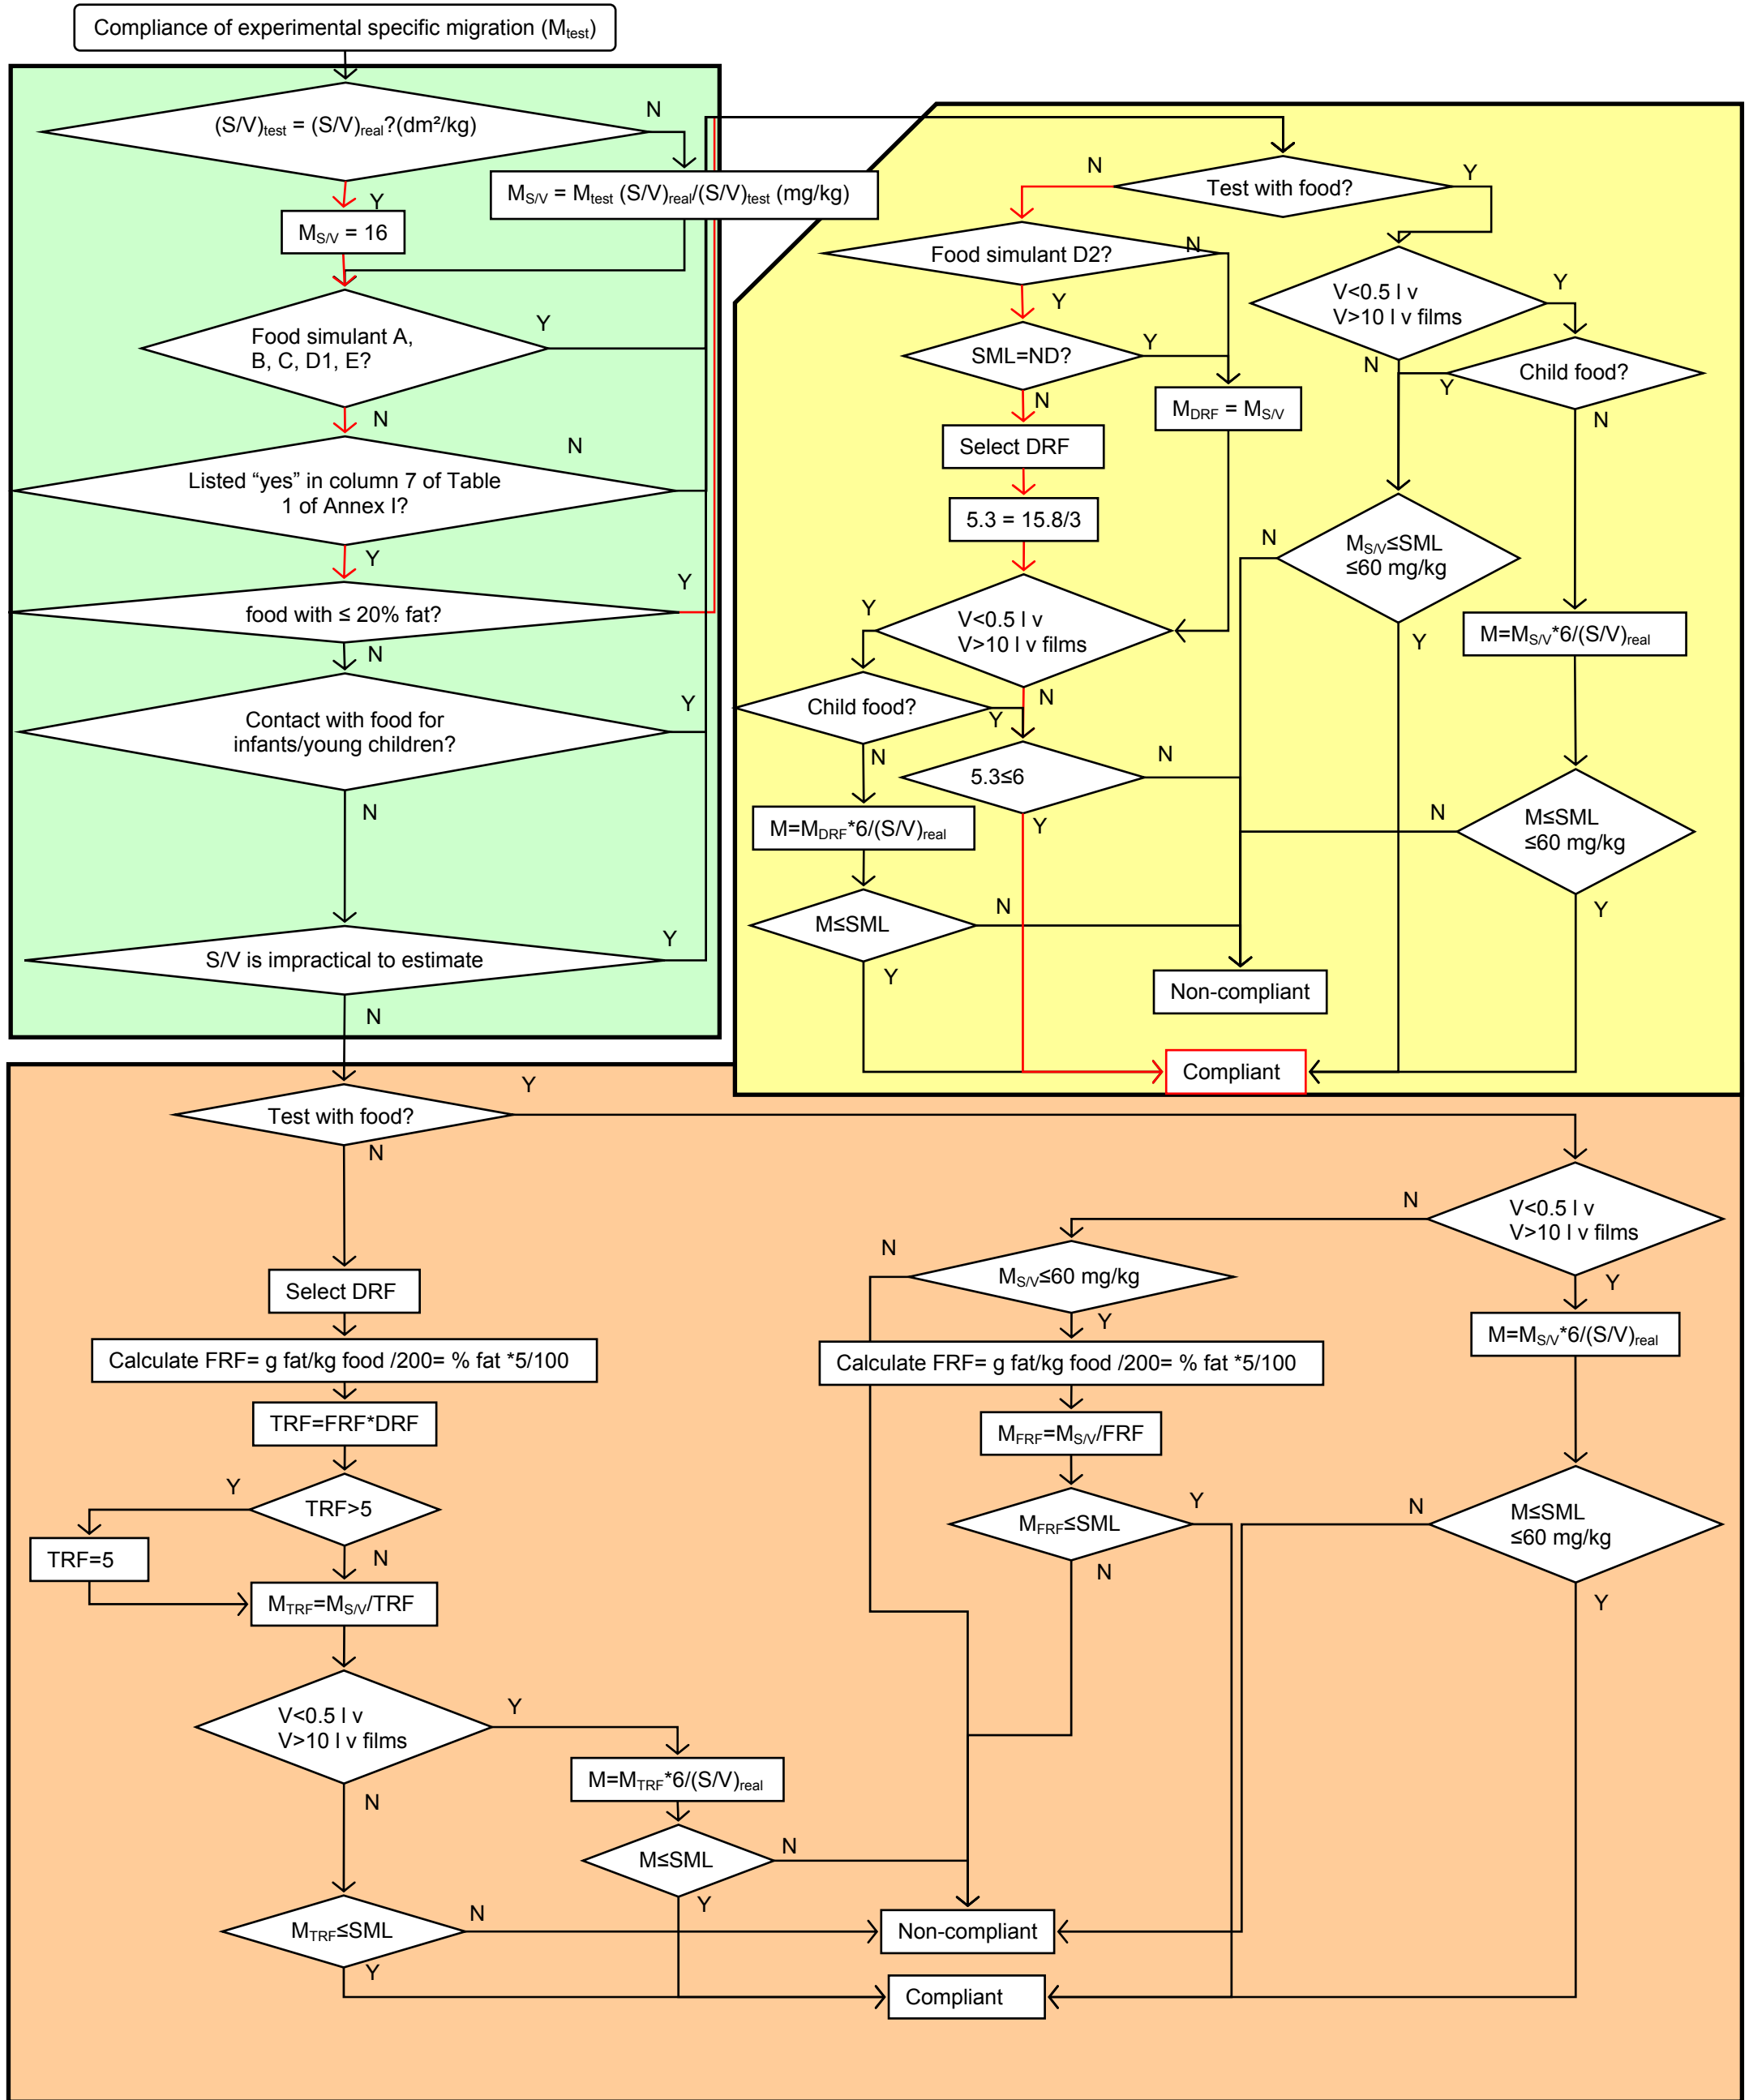 Compliance of experimental specific migration (Mtest)
(S/V)test = (S/V)real?(dm²/kg)
N
Y
MS/V = Mtest (S/V)real/(S/V)test (mg/kg)
MS/V = 16
Food simulant A,
B, C, D1, E?
Y
N
Listed “yes” in column 7 of Table
1 of Annex I?
N
Y
food with ≤ 20% fat?
Y
N
Contact with food for
infants/young children?
Y
N
S/V is impractical to estimate
Y
N
Test with food?
N
Y
Food simulant D2?
N
Y
V<0.5 l v
V>10 l v films
Y
N
SML=ND?
Y
N
Child food?
Y
N
MDRF = MS/V
Select DRF
5.3 = 15.8/3
MS/V≤SML
≤60 mg/kg
N
Y
V<0.5 l v
V>10 l v films
Y
N
M=MS/V*6/(S/V)real
Child food?
Y
N
5.3≤6
N
Y
M=MDRF*6/(S/V)real
M≤SML
≤60 mg/kg
N
Y
M≤SML
N
Y
Non-compliant
Compliant
Test with food?
Y
N
V<0.5 l v
V>10 l v films
N
Y
Select DRF
MS/V≤60 mg/kg
N
Y
Calculate FRF= g fat/kg food /200= % fat *5/100
Calculate FRF= g fat/kg food /200= % fat *5/100
M=MS/V*6/(S/V)real
TRF=FRF*DRF
MFRF=MS/V/FRF
TRF>5
Y
N
MFRF≤SML
Y
N
M≤SML
≤60 mg/kg
N
Y
TRF=5
MTRF=MS/V/TRF
V<0.5 l v
V>10 l v films
Y
N
M=MTRF*6/(S/V)real
M≤SML
N
Y
MTRF≤SML
N
Y
Non-compliant
Compliant